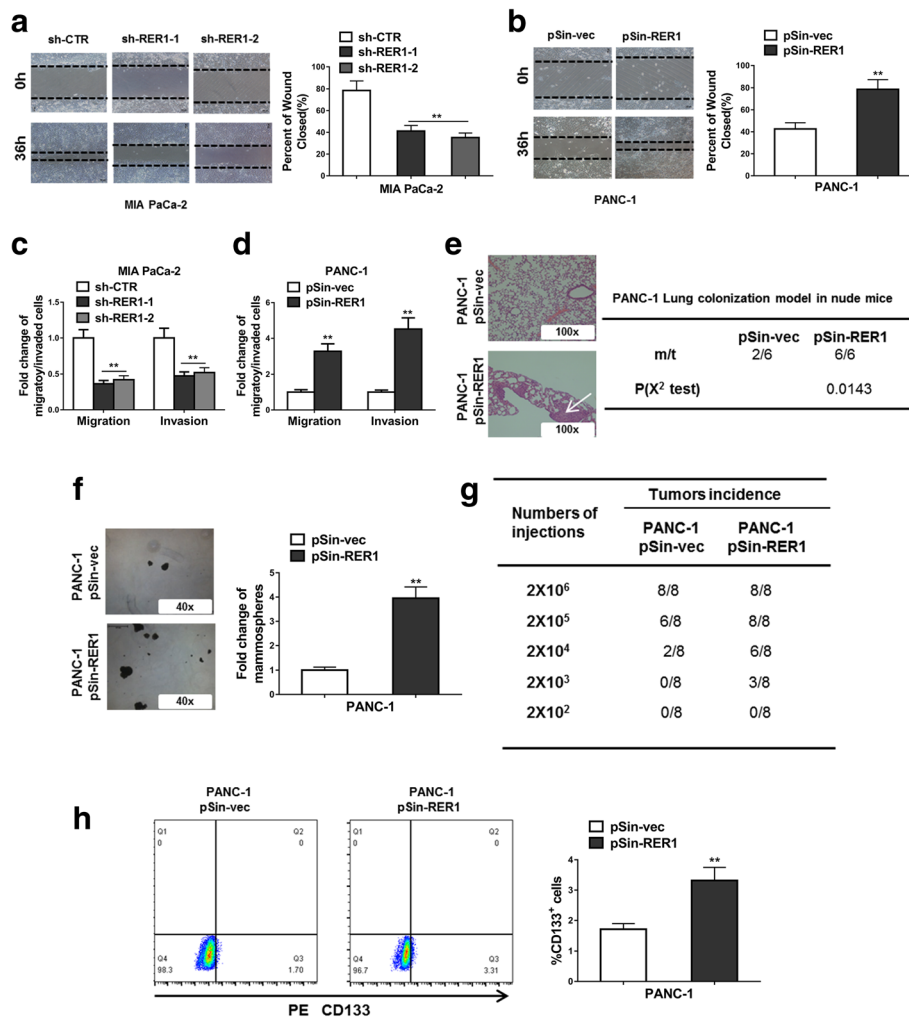 a
sh-CTR sh-RER1-1 sh-RER1-2
0h
36h
MIA PaCa-2
sh-CTR
sh-RER1-1
sh-RER1-2
Percent of Wound
Closed(%)
100
80
60
40
20
0
**
MIA PaCa-2
b
pSin-vec pSin-RER1
0h
36h
PANC-1
pSin-vec
pSin-RER1
Percent of Wound
Closed(%)
100
80
60
40
20
0
**
PANC-1
c
MIA PaCa-2
sh-CTR
sh-RER1-1
sh-RER1-2
Fold change of
migratoy/invaded cells
1.5
1.0
0.5
0.0
** **
Migration Invasion
d
PANC-1
pSin-vec
pSin-RER1
Fold change of
migratoy/invaded cells
6
4
2
0
** **
Migration Invasion
e
PANC-1
pSin-vec
100x
PANC-1
pSin-RER1
100x
PANC-1 Lung colonization model in nude mice
pSin-vec pSin-RER1
m/t 2/6 6/6
P(X² test) 0.0143
f
PANC-1
pSin-vec
40x
PANC-1
pSin-RER1
40x
pSin-vec
pSin-RER1
Fold change of
mammospheres
5
4
3
2
1
0
**
PANC-1
g
Tumors incidence
Numbers of
injections
PANC-1 PANC-1
pSin-vec pSin-RER1
2X10⁶ 8/8 8/8
2X10⁵ 6/8 8/8
2X10⁴ 2/8 6/8
2X10³ 0/8 3/8
2X10² 0/8 0/8
h
PANC-1
pSin-vec
Q1 Q2
0 0
Q4 Q3
98.3 1.70
PANC-1
pSin-RER1
Q1 Q2
0 0
Q4 Q3
96.7 3.31
PE CD133
pSin-vec
pSin-RER1
%CD133⁺ cells
4
3
2
1
0
**
PANC-1